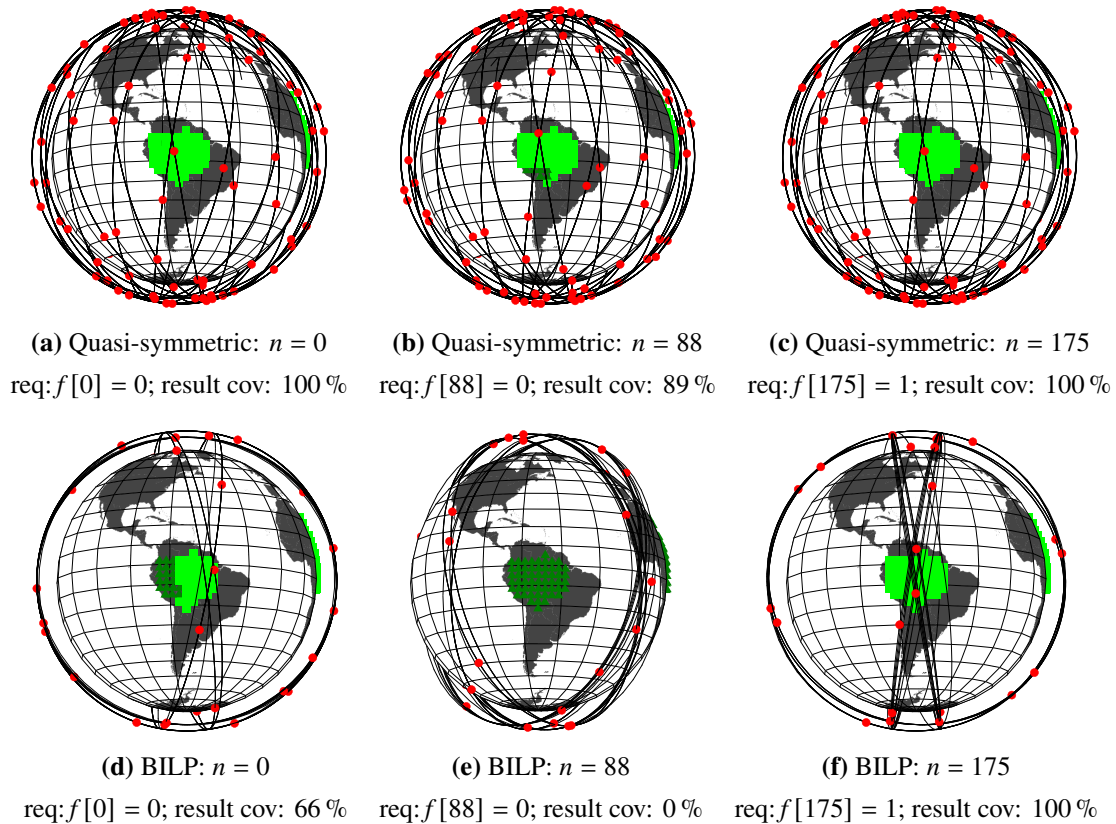 (a) Quasi-symmetric: n = 0
req: f[0] = 0; result cov: 100 %
(b) Quasi-symmetric: n = 88
req: f[88] = 0; result cov: 89 %
(c) Quasi-symmetric: n = 175
req: f[175] = 1; result cov: 100 %
(d) BILP: n = 0
req: f[0] = 0; result cov: 66 %
(e) BILP: n = 88
req: f[88] = 0; result cov: 0 %
(f) BILP: n = 175
req: f[175] = 1; result cov: 100 %